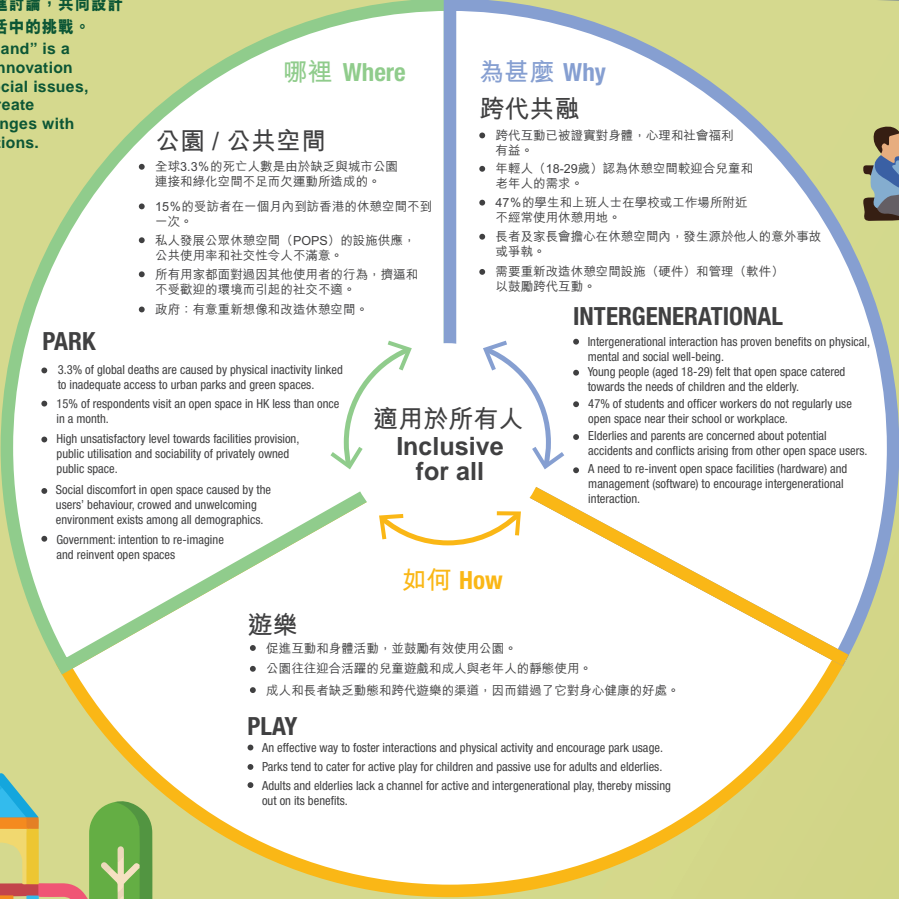 進討論，共同設計
活中的挑戰。
and” is a
nnovation
cial issues,
reate
nges with
tions.
哪裡 Where
公園 / 公共空間
• 全球3.3%的死亡人數是由於缺乏與城市公園
連接和綠化空間不足而欠運動所造成的。
• 15%的受訪者在一個月內到訪香港的休憩空間不到
一次。
• 私人發展公眾休憩空間（POPS）的設施供應，
公共使用率和社交性令人不滿意。
• 所有用家都面對過因其他使用者的行為，擠逼和
不受歡迎的環境而引起的社交不適。
• 政府：有意重新想像和改造休憩空間。
PARK
• 3.3% of global deaths are caused by physical inactivity linked
to inadequate access to urban parks and green spaces.
• 15% of respondents visit an open space in HK less than once
in a month.
• High unsatisfactory level towards facilities provision,
public utilisation and sociability of privately owned
public space.
• Social discomfort in open space caused by the
users’ behaviour, crowed and unwelcoming
environment exists among all demographics.
• Government: intention to re-imagine
and reinvent open spaces
為甚麼 Why
跨代共融
• 跨代互動已被證實對身體，心理和社會福利
有益。
• 年輕人（18-29歲）認為休憩空間較迎合兒童和
老年人的需求。
• 47%的學生和上班人士在學校或工作場所附近
不經常使用休憩用地。
• 長者及家長會擔心在休憩空間內，發生源於他人的意外事故
或爭執。
• 需要重新改造休憩空間設施（硬件）和管理（軟件）
以鼓勵跨代互動。
INTERGENERATIONAL
• Intergenerational interaction has proven benefits on physical,
mental and social well-being.
• Young people (aged 18-29) felt that open space catered
towards the needs of children and the elderly.
• 47% of students and officer workers do not regularly use
open space near their school or workplace.
• Elderlies and parents are concerned about potential
accidents and conflicts arising from other open space users.
• A need to re-invent open space facilities (hardware) and
management (software) to encourage intergenerational
interaction.
適用於所有人
Inclusive
for all
如何 How
遊樂
• 促進互動和身體活動，並鼓勵有效使用公園。
• 公園往往迎合活躍的兒童遊戲和成人與老年人的靜態使用。
• 成人和長者缺乏動態和跨代遊樂的渠道，因而錯過了它對身心健康的好處。
PLAY
• An effective way to foster interactions and physical activity and encourage park usage.
• Parks tend to cater for active play for children and passive use for adults and elderlies.
• Adults and elderlies lack a channel for active and intergenerational play, thereby missing
out on its benefits.